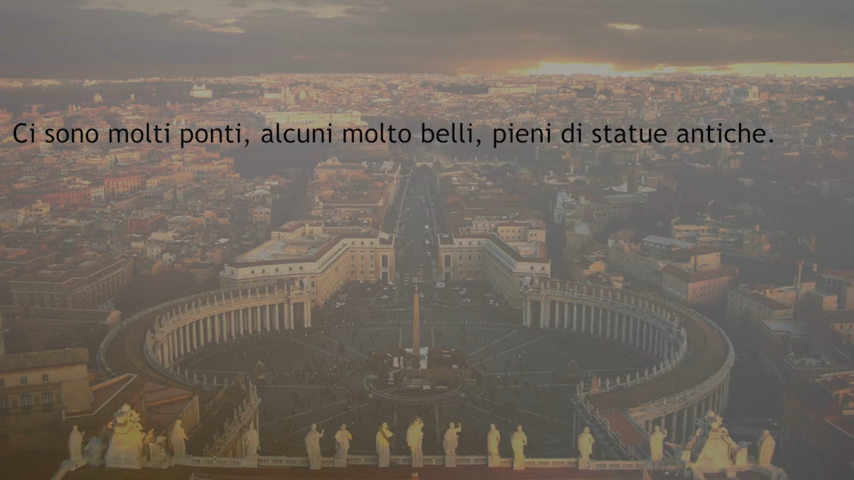 Ci sono molti ponti, alcuni molto belli, pieni di statue antiche.